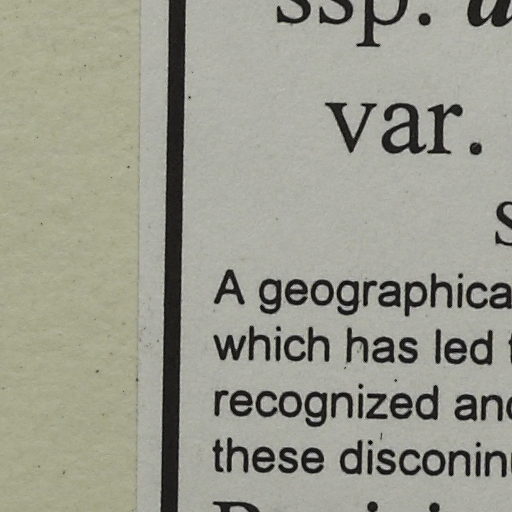 ssp.
var.
A geographica
which has led
recognized and
these disconin